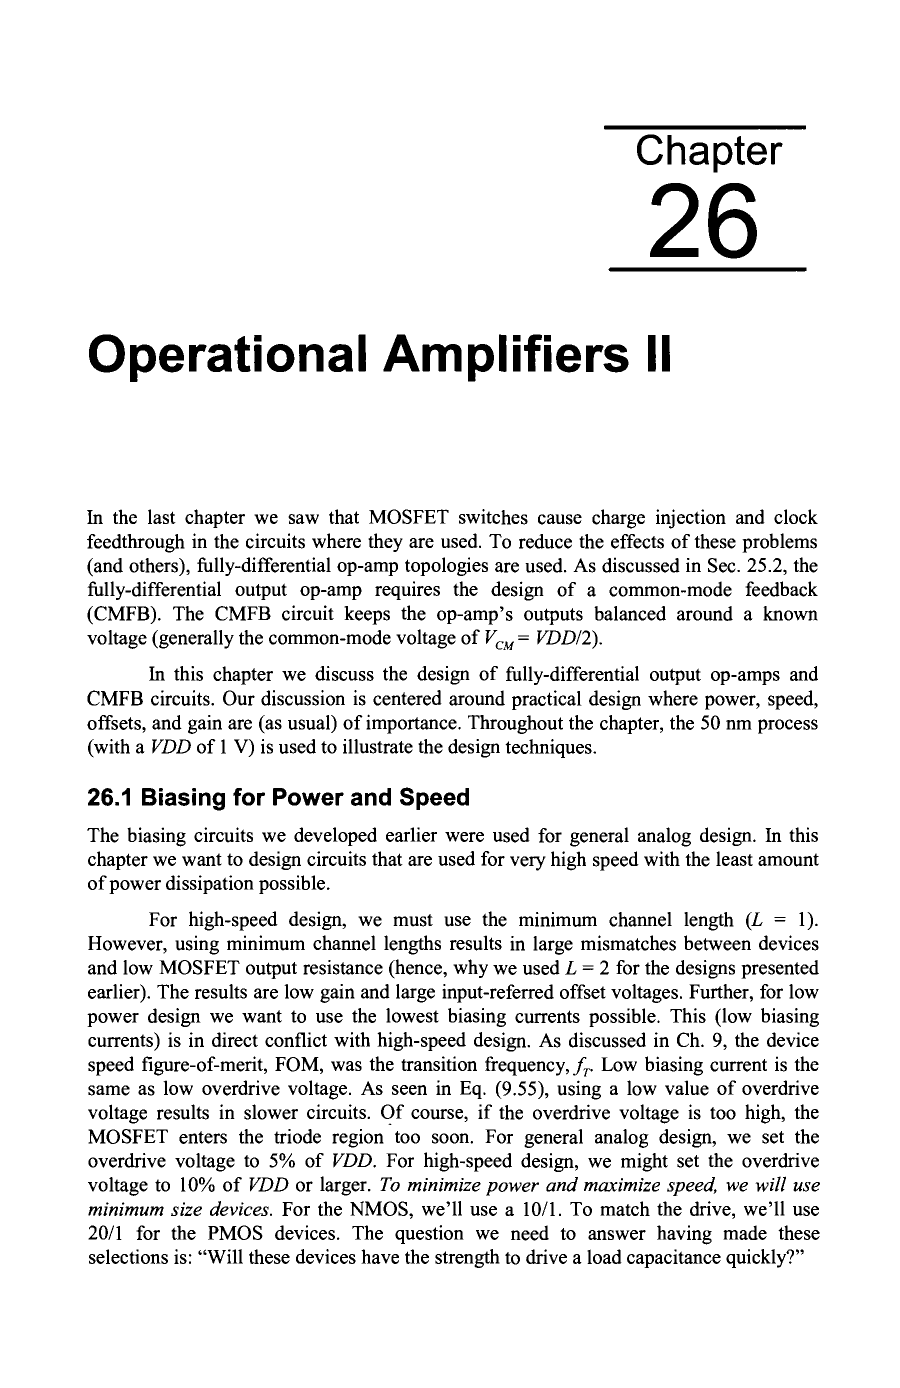 Chapter
26
Operational Amplifiers II
In the last chapter we saw that MOSFET switches cause charge injection and clock
feedthrough in the circuits where they are used. To reduce the effects of these problems
(and others), fully-differential op-amp topologies are used. As discussed in Sec. 25.2, the
fully-differential output op-amp requires the design of a common-mode feedback
(CMFB). The CMFB circuit keeps the op-amp's outputs balanced around a known
voltage (generally the common-mode voltage of V_CM = VDD/2).
In this chapter we discuss the design of fully-differential output op-amps and
CMFB circuits. Our discussion is centered around practical design where power, speed,
offsets, and gain are (as usual) of importance. Throughout the chapter, the 50 nm process
(with a VDD of 1 V) is used to illustrate the design techniques.
26.1 Biasing for Power and Speed
The biasing circuits we developed earlier were used for general analog design. In this
chapter we want to design circuits that are used for very high speed with the least amount
of power dissipation possible.
For high-speed design, we must use the minimum channel length (L = 1).
However, using minimum channel lengths results in large mismatches between devices
and low MOSFET output resistance (hence, why we used L = 2 for the designs presented
earlier). The results are low gain and large input-referred offset voltages. Further, for low
power design we want to use the lowest biasing currents possible. This (low biasing
currents) is in direct conflict with high-speed design. As discussed in Ch. 9, the device
speed figure-of-merit, FOM, was the transition frequency, f_T. Low biasing current is the
same as low overdrive voltage. As seen in Eq. (9.55), using a low value of overdrive
voltage results in slower circuits. Of course, if the overdrive voltage is too high, the
MOSFET enters the triode region too soon. For general analog design, we set the
overdrive voltage to 5% of VDD. For high-speed design, we might set the overdrive
voltage to 10% of VDD or larger. To minimize power and maximize speed, we will use
minimum size devices. For the NMOS, we'll use a 10/1. To match the drive, we'll use
20/1 for the PMOS devices. The question we need to answer having made these
selections is: "Will these devices have the strength to drive a load capacitance quickly?"